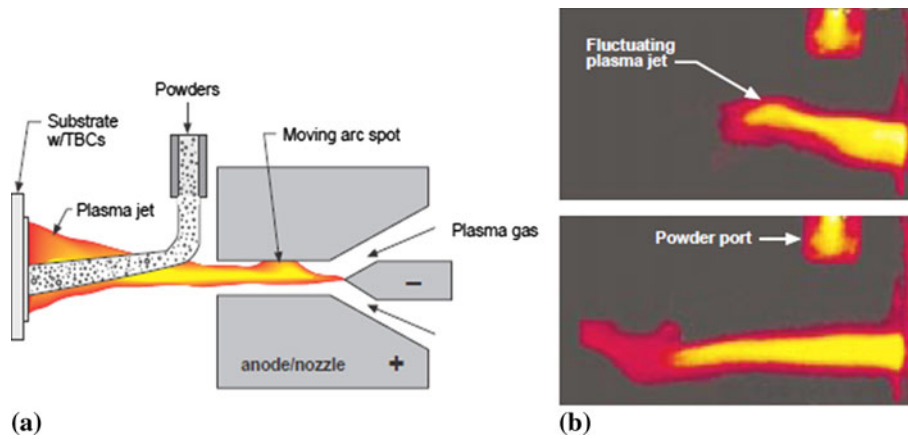 Powders
Substrate
w/TBCs
Moving arc spot
Plasma jet
Plasma gas
−
anode/nozzle +
(a)
Fluctuating
plasma jet
Powder port
(b)